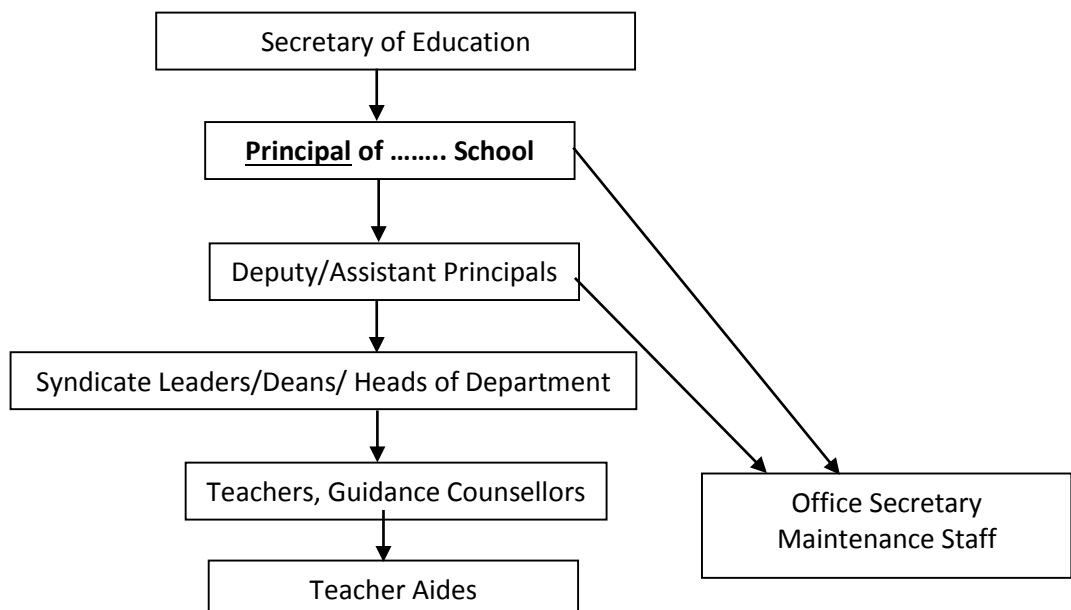 Secretary of Education
Principal of …..... School
Deputy/Assistant Principals
Syndicate Leaders/Deans/ Heads of Department
Teachers, Guidance Counsellors
Office Secretary
Maintenance Staff
Teacher Aides